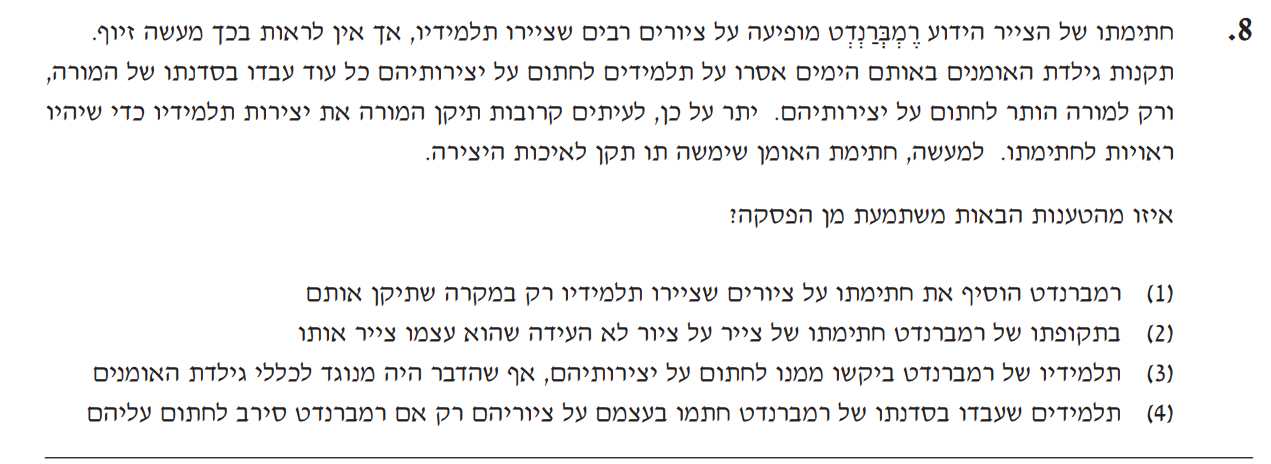 8. חתימתו של הצייר הידוע רֶמְבְּרַנְדְט מופיעה על ציורים רבים שציירו תלמידיו, אך אין לראות בכך מעשה זיוף.
תקנות גילדת האומנים באותם הימים אסרו על תלמידים לחתום על יצירותיהם כל עוד עבדו בסדנתו של המורה,
ורק למורה הותר לחתום על יצירותיהם. יתר על כן, לעיתים קרובות תיקן המורה את יצירות תלמידיו כדי שיהיו
ראויות לחתימתו. למעשה, חתימת האומן שימשה תו תקן לאיכות היצירה.
איזו מהטענות הבאות משתמעת מן הפסקה?
(1) רמברנדט הוסיף את חתימתו על ציורים שציירו תלמידיו רק במקרה שתיקן אותם
(2) בתקופתו של רמברנדט חתימתו של צייר על ציור לא העידה שהוא עצמו צייר אותו
(3) תלמידיו של רמברנדט ביקשו ממנו לחתום על יצירותיהם, אף שהדבר היה מנוגד לכללי גילדת האומנים
(4) תלמידים שעבדו בסדנתו של רמברנדט חתמו בעצמם על ציוריהם רק אם רמברנדט סירב לחתום עליהם